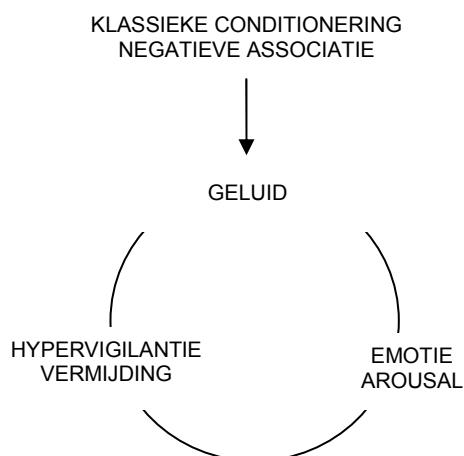 KLASSIEKE CONDITIONERING
NEGATIEVE ASSOCIATIE
GELUID
HYPERVIGILANTIE
VERMIJDING
EMOTIE
AROUSAL